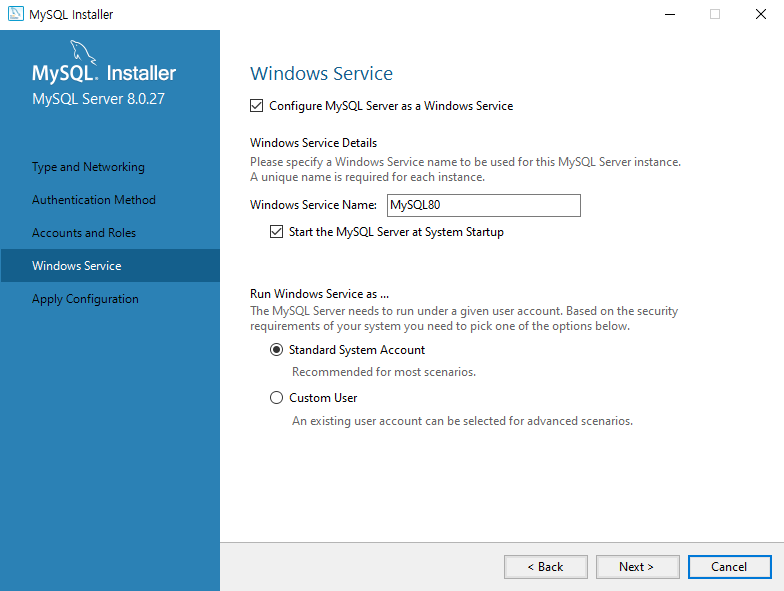 MySQL Installer
MySQL. Installer
MySQL Server 8.0.27
Type and Networking
Authentication Method
Accounts and Roles
Windows Service
Apply Configuration
Windows Service
Configure MySQL Server as a Windows Service
Windows Service Details
Please specify a Windows Service name to be used for this MySQL Server instance.
A unique name is required for each instance.
Windows Service Name: MySQL80
Start the MySQL Server at System Startup
Run Windows Service as ...
The MySQL Server needs to run under a given user account. Based on the security
requirements of your system you need to pick one of the options below.
Standard System Account
Recommended for most scenarios.
Custom User
An existing user account can be selected for advanced scenarios.
< Back Next > Cancel